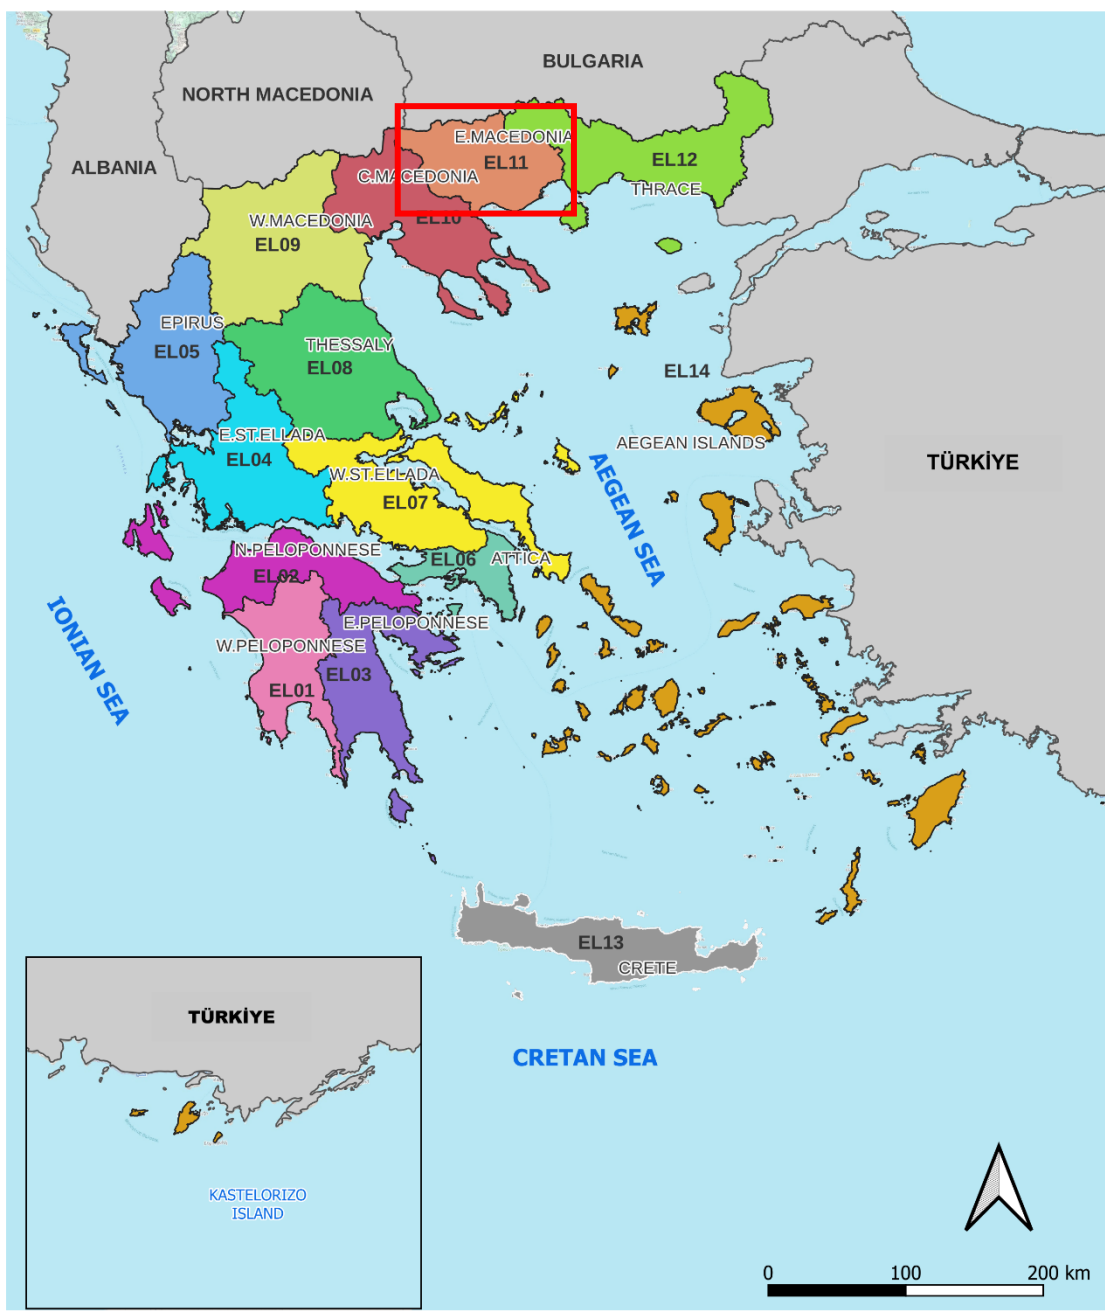 BULGARIA
NORTH MACEDONIA
ALBANIA
E.MACEDONIA
EL11
EL12
THRACE
C.MACEDONIA
EL10
W.MACEDONIA
EL09
EPIRUS
EL05
THESSALY
EL08
EL14
AEGEAN ISLANDS
TÜRKİYE
AEGEAN SEA
E.ST.ELLADA
EL04
W.ST.ELLADA
EL07
N.PELOPONNESE
EL02
EL06
ATTICA
E.PELOPONNESE
W.PELOPONNESE
EL03
EL01
IONIAN SEA
EL13
CRETE
CRETAN SEA
TÜRKİYE
KASTELORIZO
ISLAND
0 100 200 km